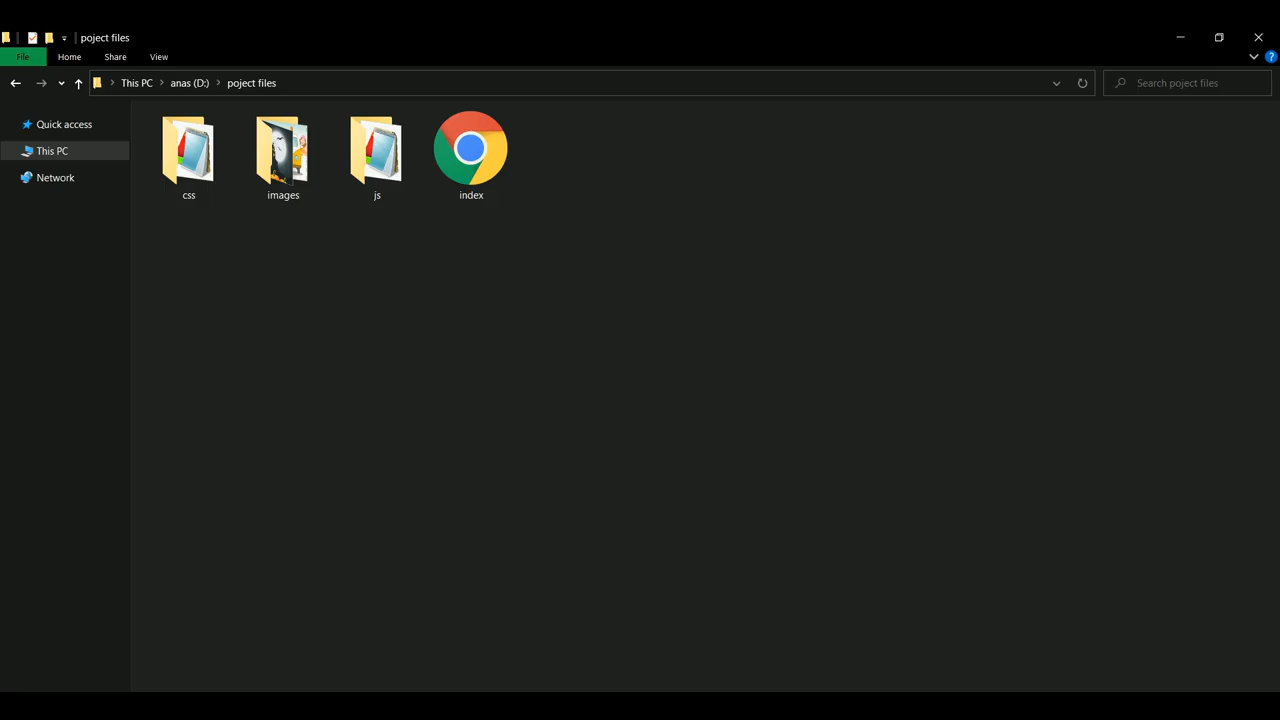 poject files
File Home Share View
This PC anas (D:) poject files Search poject files
Quick access
This PC
Network
css images js index